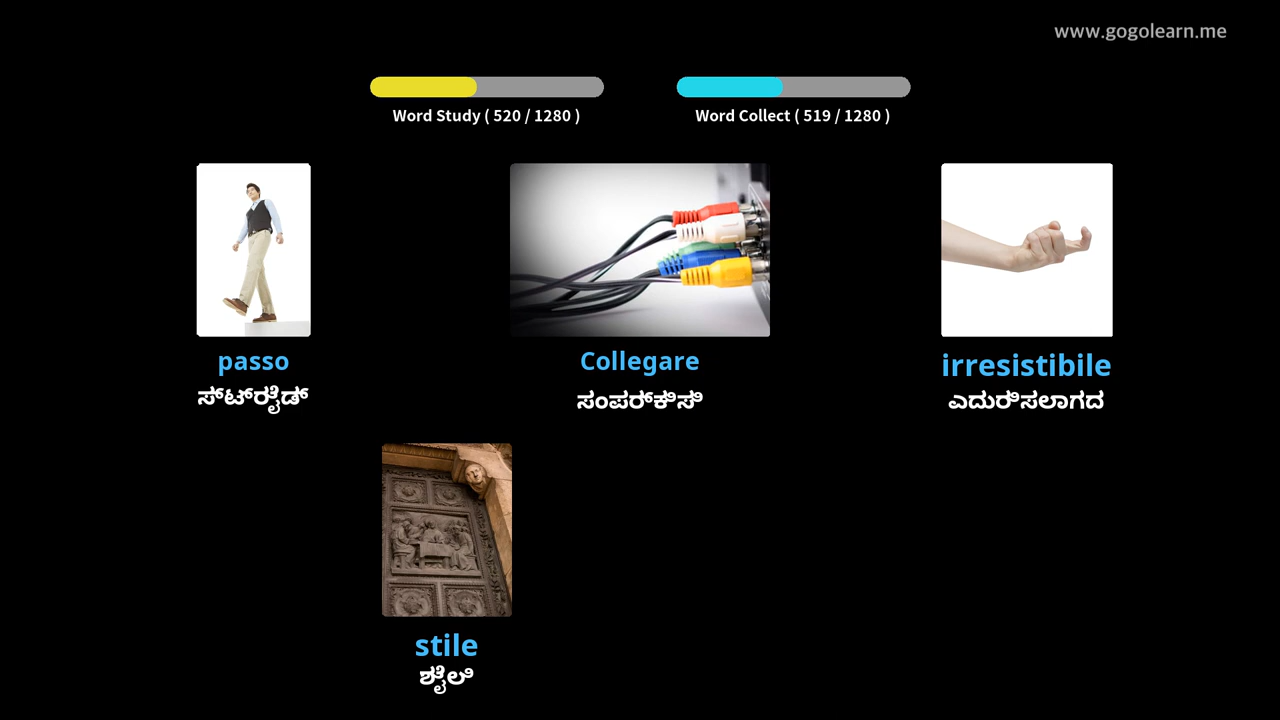 www.gogolearn.me
Word Study ( 520 / 1280 )
Word Collect ( 519 / 1280 )
passo
Collegare
irresistibile
ಸ್ಟ್ರೈಡ್
ಸಂಪರ್ಕಿಸಿ
ಎದುರಿಸಲಾಗದ
stile
ಶೈಲಿ